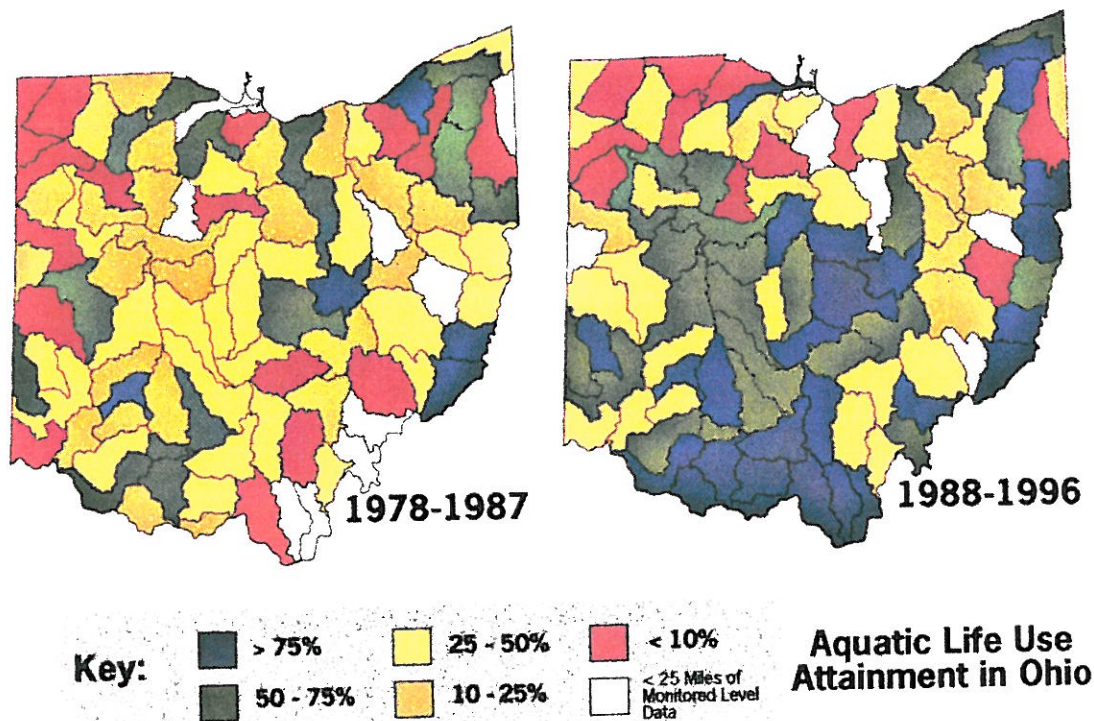 1978-1987
1988-1996
Key:
> 75%
25 - 50%
< 10%
50 - 75%
10 - 25%
< 25 Miles of
Monitored Level
Data
Aquatic Life Use
Attainment in Ohio